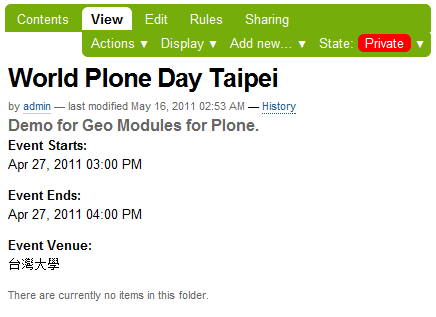 Contents View Edit Rules Sharing
Actions ▼ Display ▼ Add new... ▼ State: Private ▼
World Plone Day Taipei
by admin — last modified May 16, 2011 02:53 AM — History
Demo for Geo Modules for Plone.
Event Starts:
Apr 27, 2011 03:00 PM
Event Ends:
Apr 27, 2011 04:00 PM
Event Venue:
台灣大學
There are currently no items in this folder.